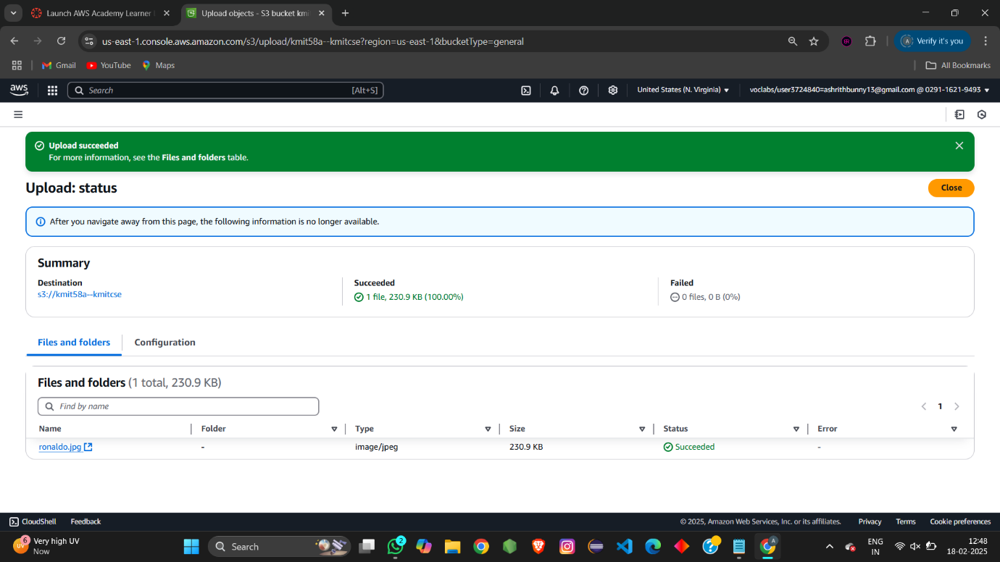 Launch AWS Academy Learner
Upload objects - S3 bucket kmi
us-east-1.console.aws.amazon.com/s3/upload/kmit58a--kmitcse?region=us-east-1&bucketType=general
Verify it's you
Gmail
YouTube
Maps
All Bookmarks
aws
Search
[Alt+S]
United States (N. Virginia)
voclabs/user3724840=ashrithbunny13@gmail.com @ 0291-1621-9493
Upload succeeded
For more information, see the Files and folders table.
Upload: status
Close
After you navigate away from this page, the following information is no longer available.
Summary
Destination
s3://kmit58a--kmitcse
Succeeded
1 file, 230.9 KB (100.00%)
Failed
0 files, 0 B (0%)
Files and folders
Configuration
Files and folders (1 total, 230.9 KB)
Find by name
1
Name Folder Type Size Status Error
ronaldo.jpg - image/jpeg 230.9 KB Succeeded -
CloudShell
Feedback
© 2025, Amazon Web Services, Inc. or its affiliates.
Privacy
Terms
Cookie preferences
6
Very high UV
Now
Search
2
A
ENG
IN
12:48
18-02-2025